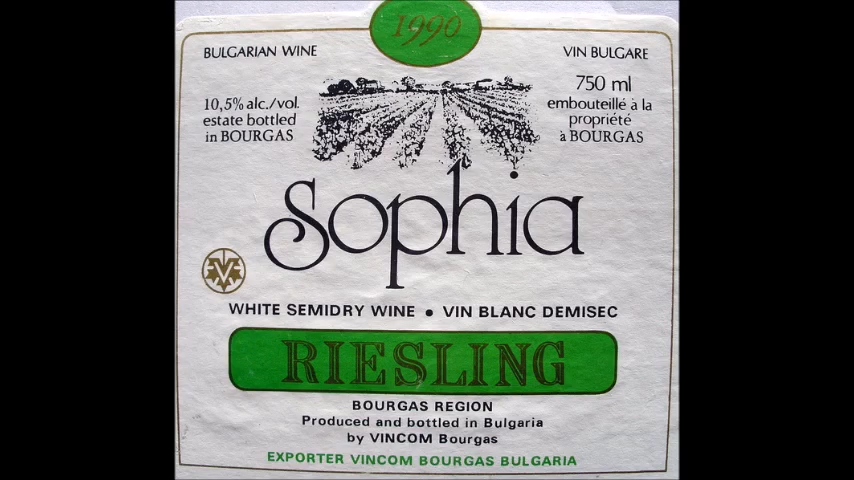 1990
BULGARIAN WINE
VIN BULGARE
10,5% alc./vol.
estate bottled
in BOURGAS
750 ml
embouteillé à la
propriété
à BOURGAS
Sophia
WHITE SEMIDRY WINE • VIN BLANC DEMISEC
RIESLING
BOURGAS REGION
Produced and bottled in Bulgaria
by VINCOM Bourgas
EXPORTER VINCOM BOURGAS BULGARIA